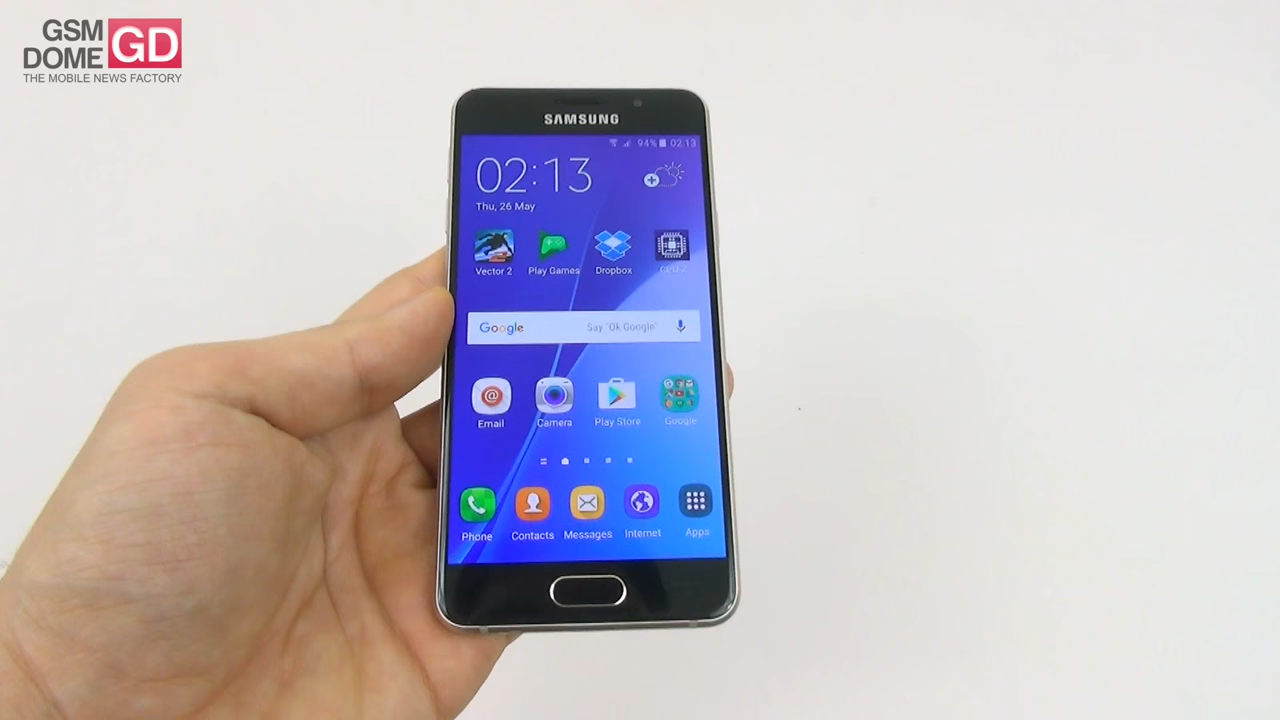 GSM
DOME GD
THE MOBILE NEWS FACTORY
SAMSUNG
94% 02:13
02:13
Thu, 26 May
Vector 2 Play Games Dropbox
Google Say "Ok Google"
Email Camera Play Store Google
Phone Contacts Messages Internet Apps